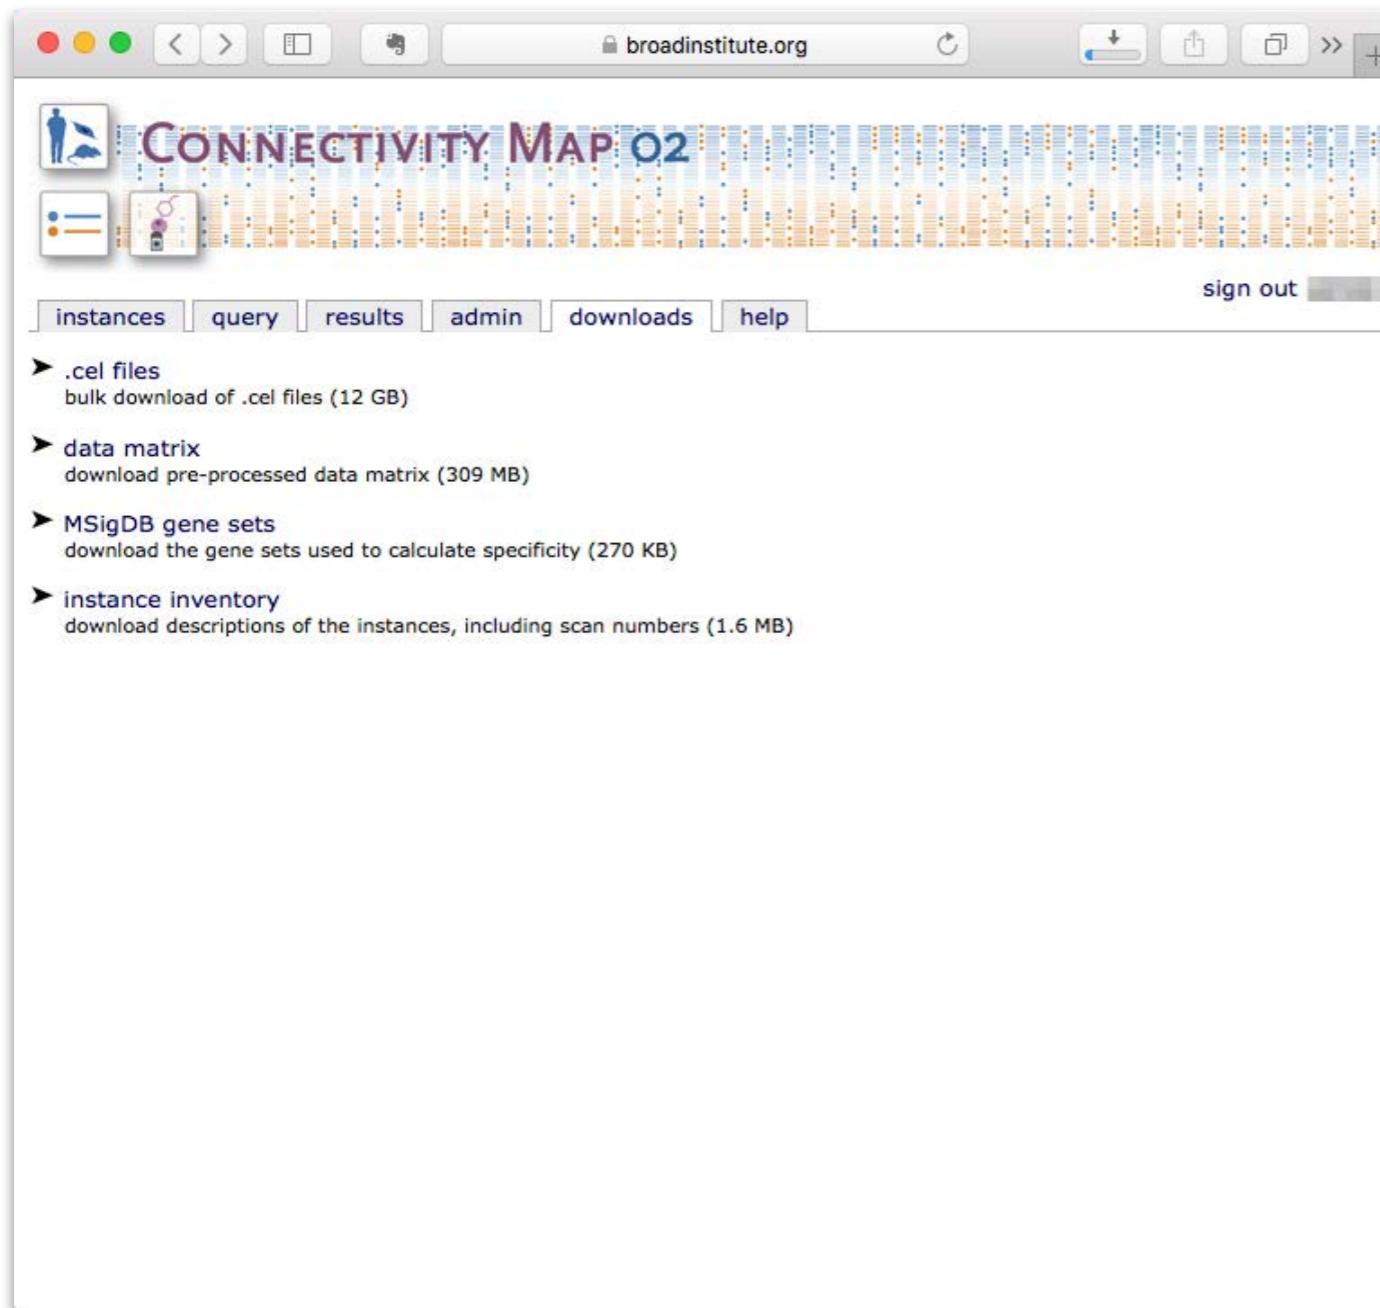 broadinstitute.org
CONNECTIVITY MAP 02
sign out
instances query results admin downloads help
.cel files
bulk download of .cel files (12 GB)
data matrix
download pre-processed data matrix (309 MB)
MSigDB gene sets
download the gene sets used to calculate specificity (270 KB)
instance inventory
download descriptions of the instances, including scan numbers (1.6 MB)